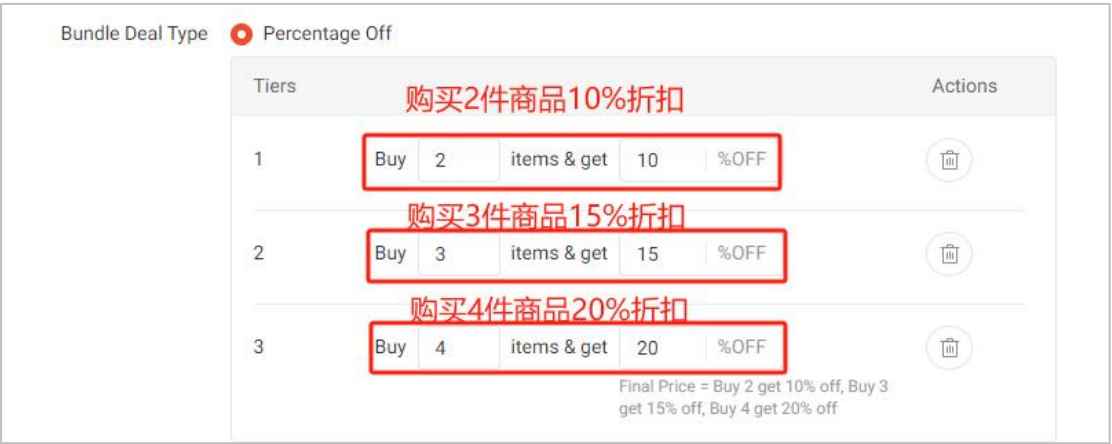 Bundle Deal Type Percentage Off
Tiers Actions
购买2件商品10%折扣
1 Buy 2 items & get 10 %OFF
购买3件商品15%折扣
2 Buy 3 items & get 15 %OFF
购买4件商品20%折扣
3 Buy 4 items & get 20 %OFF
Final Price = Buy 2 get 10% off, Buy 3
get 15% off, Buy 4 get 20% off